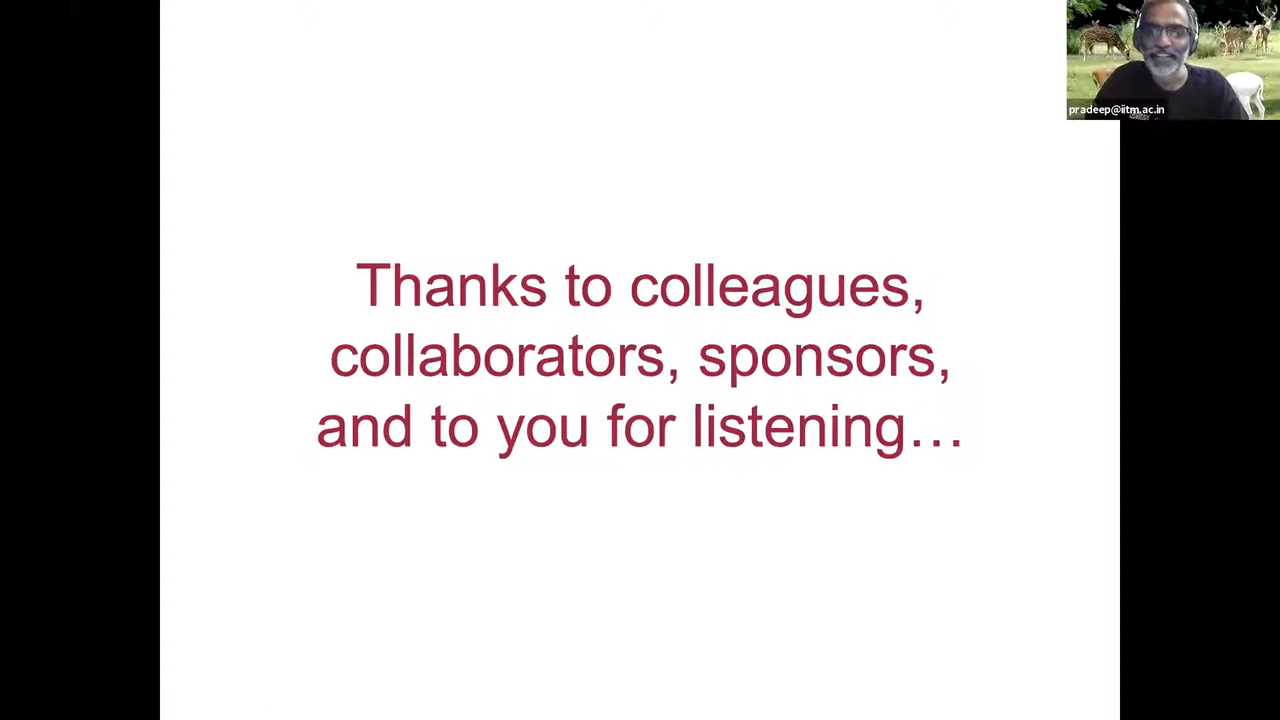 pradeep@iitm.ac.in
Thanks to colleagues,
collaborators, sponsors,
and to you for listening…